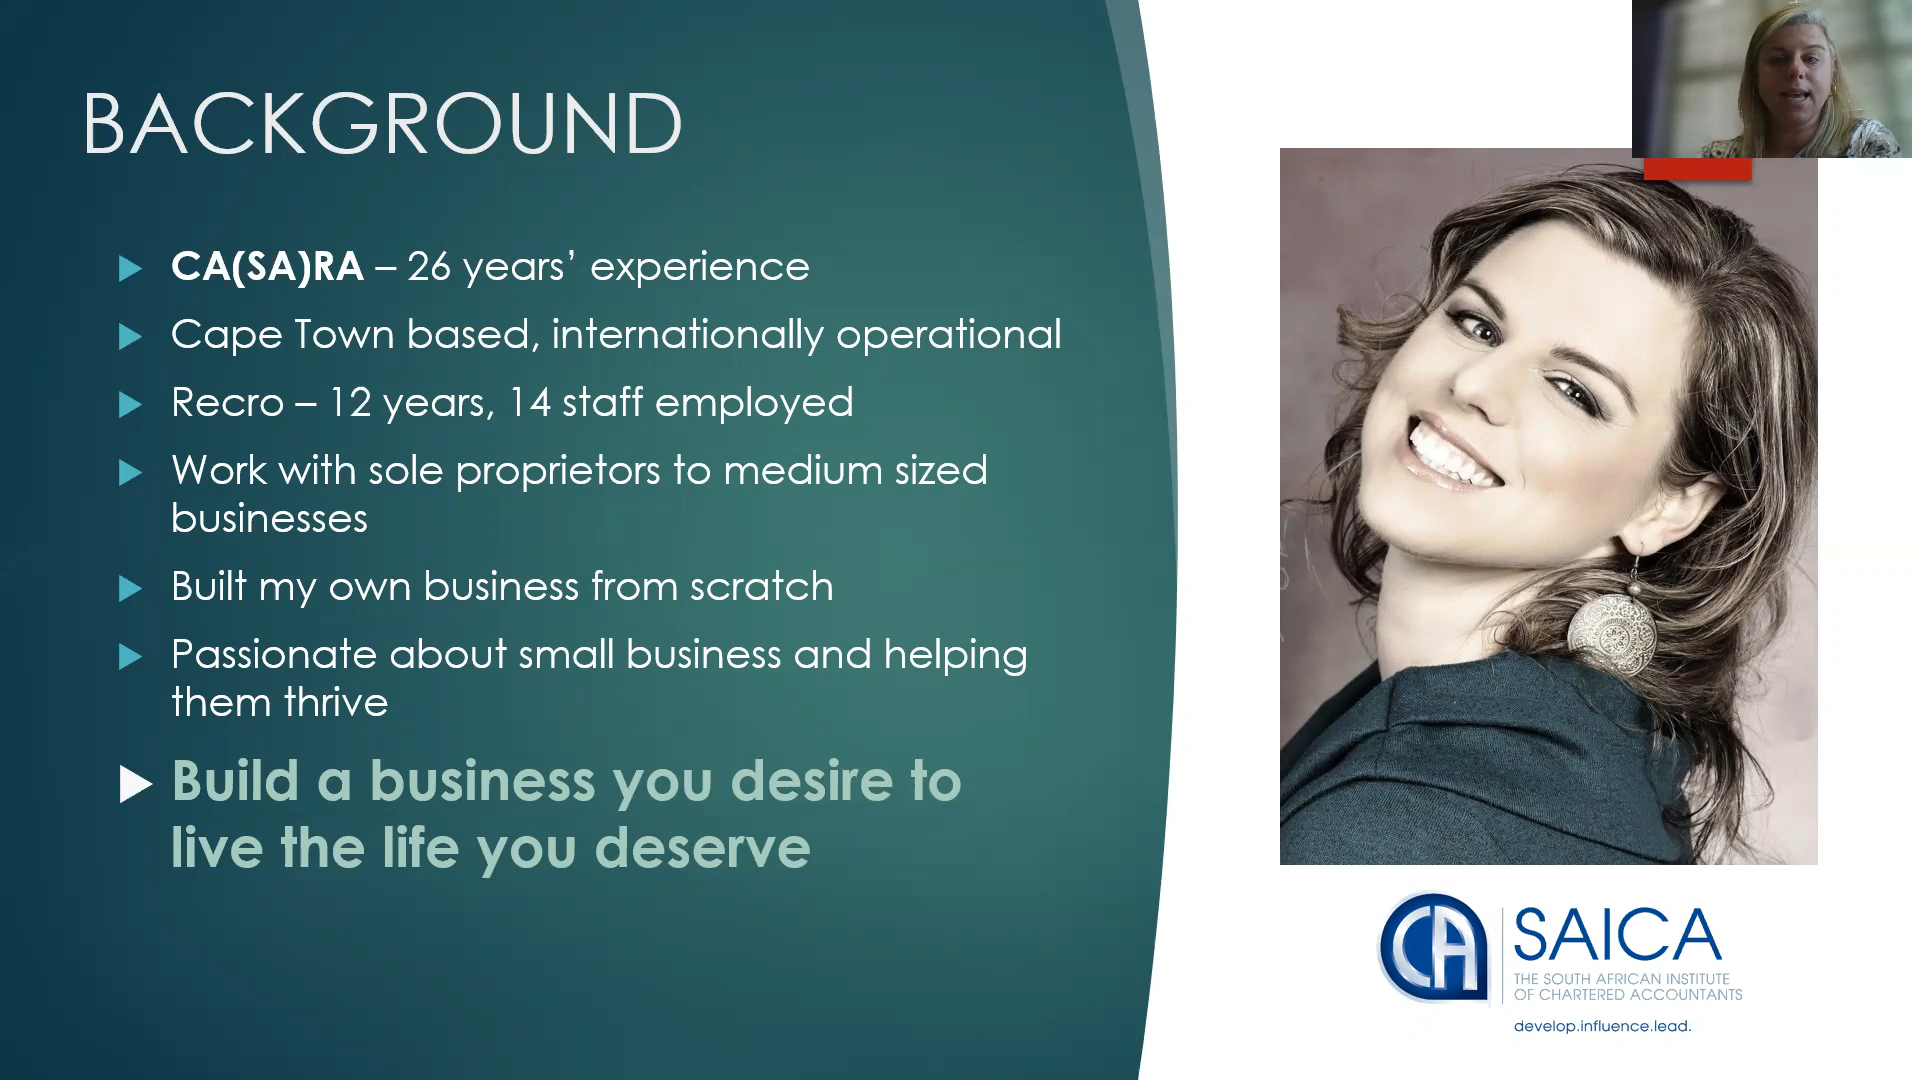 BACKGROUND
CA(SA)RA – 26 years’ experience
Cape Town based, internationally operational
Recro – 12 years, 14 staff employed
Work with sole proprietors to medium sized
businesses
Built my own business from scratch
Passionate about small business and helping
them thrive
Build a business you desire to
live the life you deserve
CA
SAICA
THE SOUTH AFRICAN INSTITUTE
OF CHARTERED ACCOUNTANTS
develop.influence.lead.